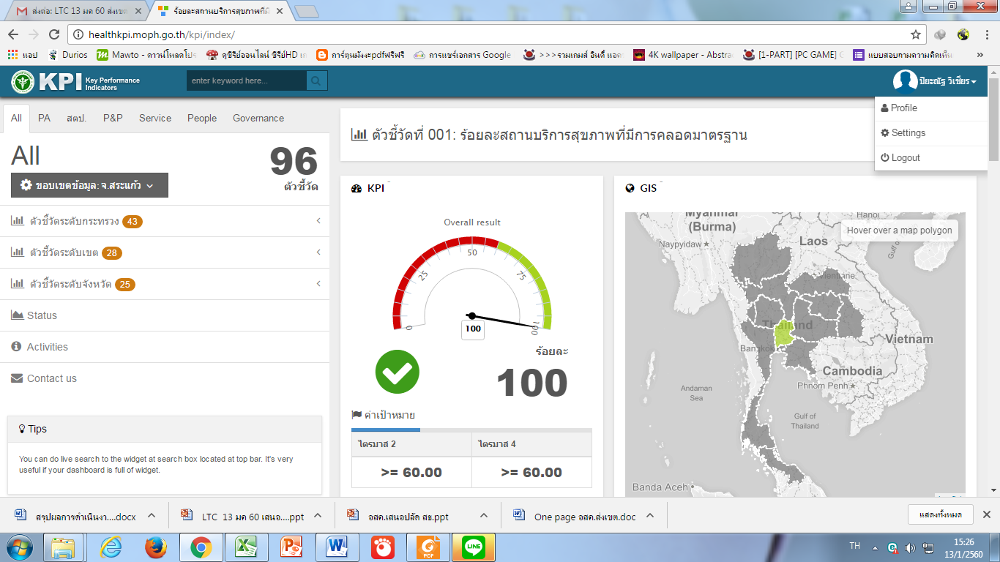 ส่งต่อ: LTC 13 มค 60 ส่งเขต
ร้อยละสถานบริการสุขภาพที่มี
healthkpi.moph.go.th/kpi/index/
แอป
Durios
Mawto - ดาวน์โหลดโปร
ดูซีรีย์ออนไลน์ ซีรีย์HD เก
การ์ตูนมังงะpdfฟรีฟรี
การแชร์เอกสาร Google
>>>รวมเกมส์ อินดี้ แอด
4K wallpaper - Abstra
[1-PART] [PC GAME] C
แบบสอบถามความคิดเห็น
»
KPI Key Performance Indicators
enter keyword here...
ปิยะณัฐ วิเชียร
Profile
Settings
Logout
All PA สตป. P&P Service People Governance
All
96
ตัวชี้วัด
ขอบเขตข้อมูล: จ.สระแก้ว
ตัวชี้วัดระดับกระทรวง 43
ตัวชี้วัดระดับเขต 28
ตัวชี้วัดระดับจังหวัด 25
Status
Activities
Contact us
Tips
You can do live search to the widget at search box located at top bar. It's very
useful if your dashboard is full of widget.
ตัวชี้วัดที่ 001: ร้อยละสถานบริการสุขภาพที่มีการคลอดมาตรฐาน
KPI
Overall result
0
25
50
75
100
100
ร้อยละ
100
ค่าเป้าหมาย
ไตรมาส 2 ไตรมาส 4
>= 60.00 >= 60.00
GIS
Hover over a map polygon
Myanmar
(Burma)
Hanoi
Naypyidaw
Laos
Gulf of
Vientiane
Thailand
Bangkok
Vietnam
Cambodia
Phnom Penh
Andaman
Sea
Gulf of
Thailand
Banda Aceh
สรุปผลการดำเนินงา....docx
LTC 13 มค 60 เสนอ....ppt
อสค.เสนอปลัด สธ.ppt
One page อสค.ส่งเขต.doc
แสดงทั้งหมด
PDF
LINE
TH
15:26
13/1/2560